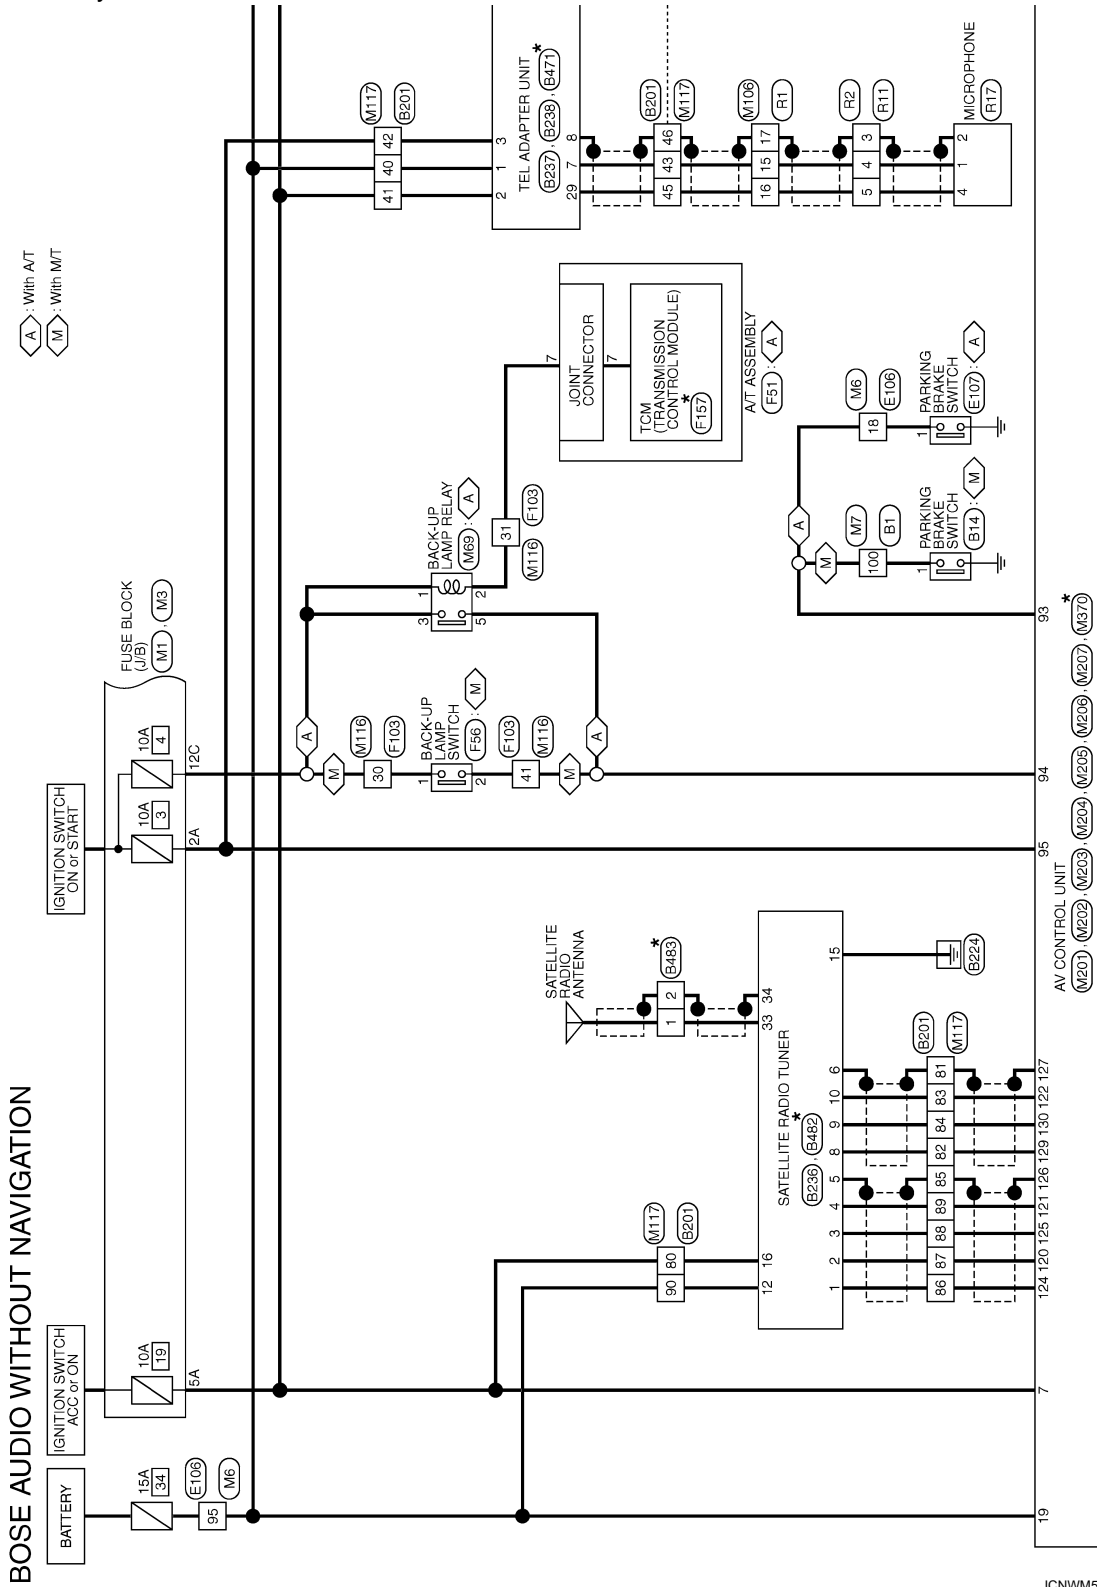 BOSE AUDIO WITHOUT NAVIGATION
A : With A/T
M : With M/T
BATTERY
15A
34
E106
95
M6
IGNITION SWITCH
ACC or ON
10A
19
5A
IGNITION SWITCH
ON or START
10A
3
2A
10A
4
12C
FUSE BLOCK
(J/B)
M1 , M3
A
M
M116
30
F103
1
BACK-UP
LAMP
SWITCH
F56 : M
2
F103
41
M116
M
A
3 1
BACK-UP
LAMP RELAY
M69 : A
5 2
M116
31
F103
7
JOINT
CONNECTOR
7
TCM
(TRANSMISSION
CONTROL MODULE)
*
F157
A/T ASSEMBLY
F51 : A
M117
41 40 42
B201
2 1 3
TEL ADAPTER UNIT *
B237 , B238 , B471
29 7 8
B201
45 43 46
M117
M106
16 15 17
R1
R2
5 4 3
R11
4 1 2
MICROPHONE
R17
A
M
M7
100
B1
1
PARKING
BRAKE
SWITCH
B14 : M
M6
18
E106
1
PARKING
BRAKE
SWITCH
E107 : A
SATELLITE
RADIO
ANTENNA
*
B483
1 2
33 34
M117
90 80
B201
12 16
SATELLITE RADIO TUNER
*
B236 , B482
1 2 3 4 5 8 9 10 6
15
B224
B201
86 87 88 89 85 82 84 83 81
M117
19 7 124 120 125 121 126 129 130 122 127 95 94 93
AV CONTROL UNIT
M201 , M202 , M203 , M204 , M205 , M206 , M207 , M370 *
JCNWM5